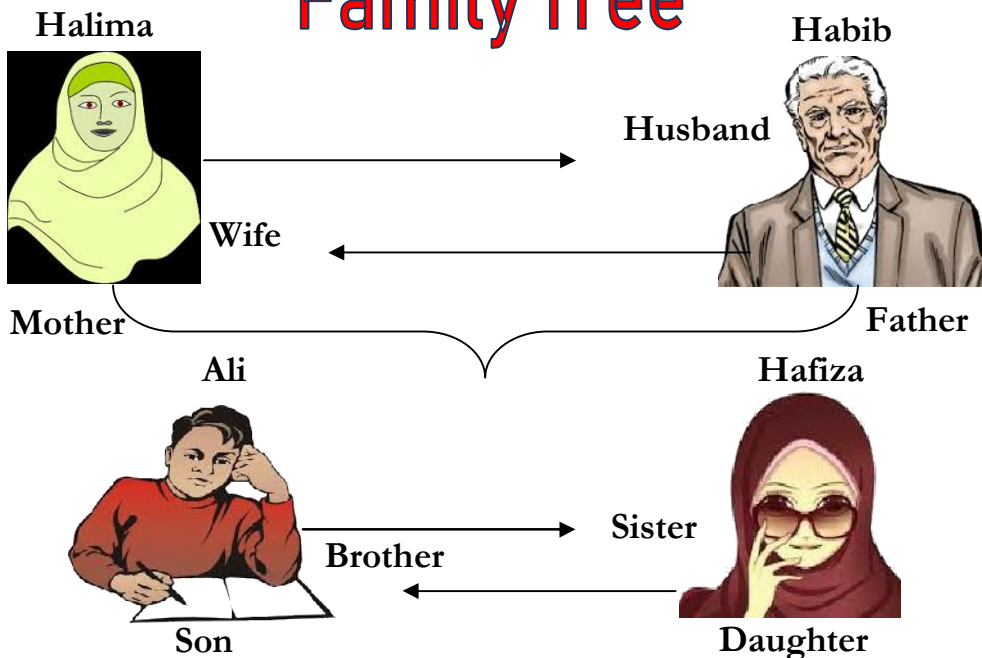 Family Tree
Halima
Habib
Husband
Wife
Mother
Father
Ali
Hafiza
Sister
Brother
Son
Daughter